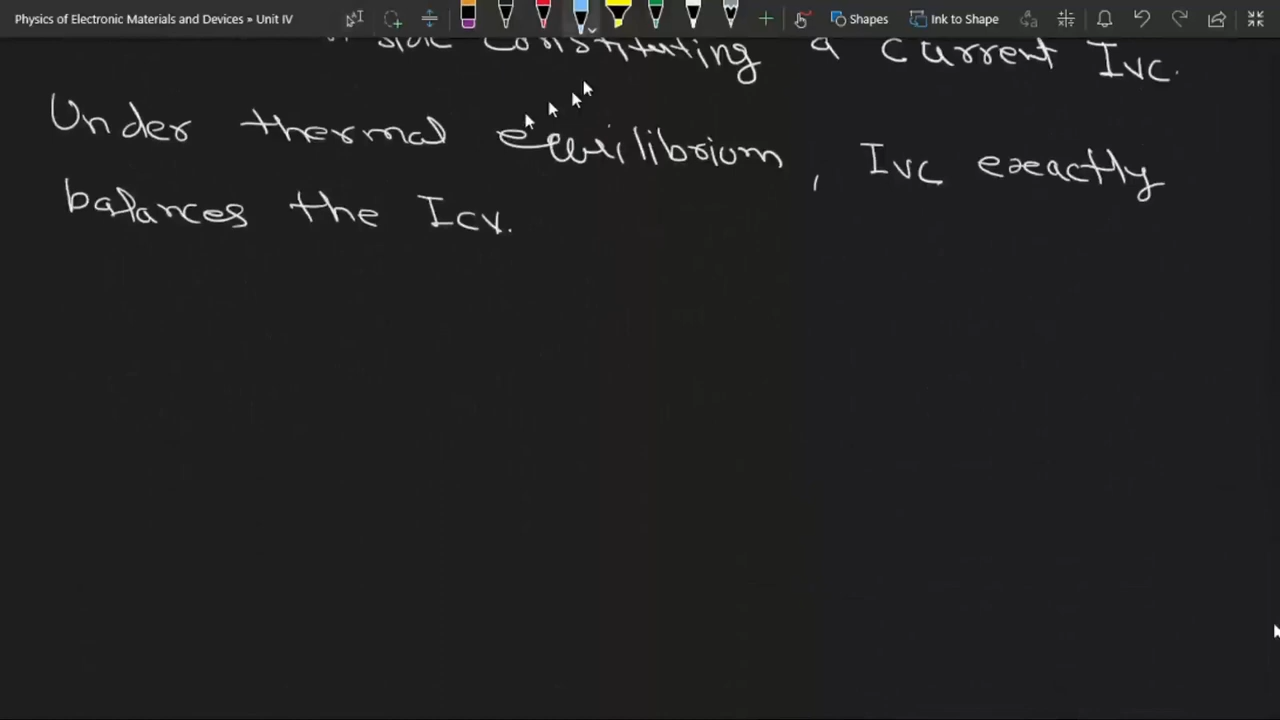 Physics of Electronic Materials and Devices » Unit IV
Shapes
Ink to Shape
side constituting a current Ivc.
Under thermal equilibrium, Ivc exactly
balances the Icv.